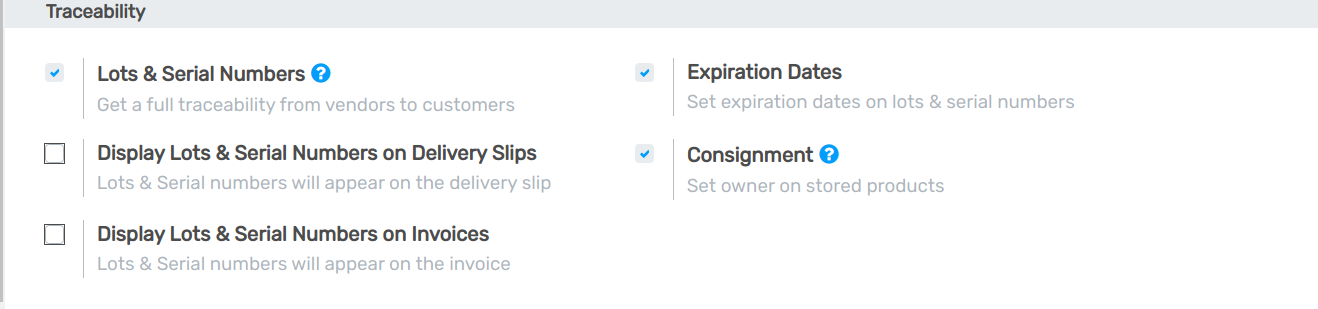 Traceability
Lots & Serial Numbers ?
Get a full traceability from vendors to customers
Expiration Dates
Set expiration dates on lots & serial numbers
Display Lots & Serial Numbers on Delivery Slips
Lots & Serial numbers will appear on the delivery slip
Consignment ?
Set owner on stored products
Display Lots & Serial Numbers on Invoices
Lots & Serial numbers will appear on the invoice